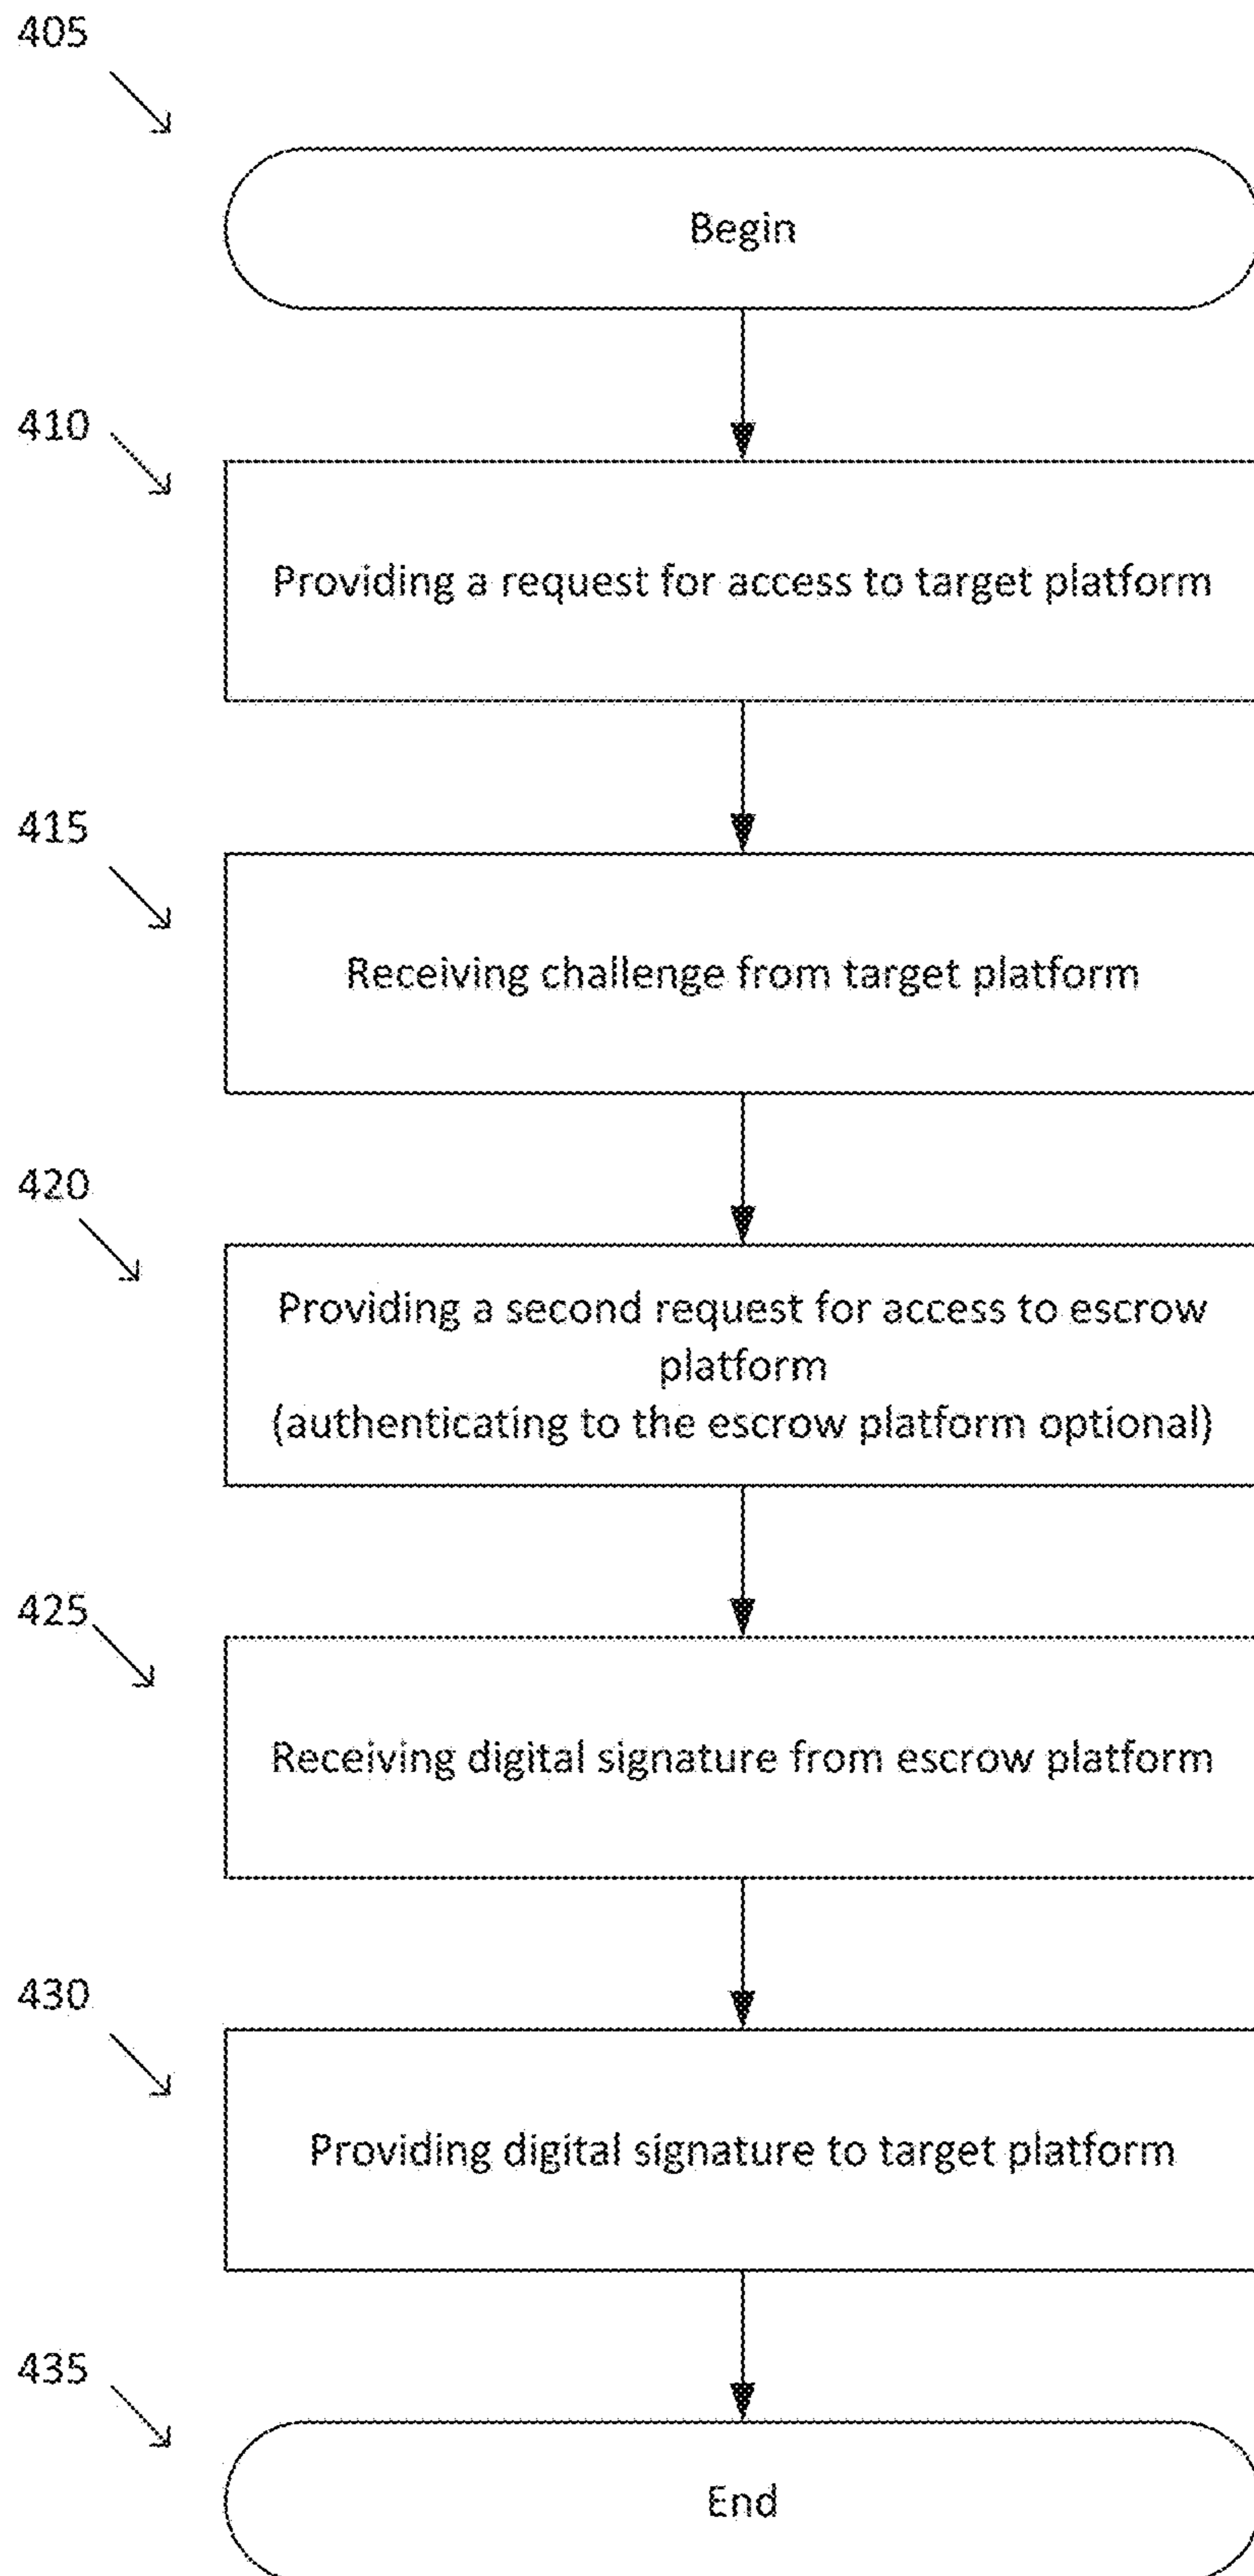 405
Begin
410
Providing a request for access to target platform
415
Receiving challenge from target platform
420
Providing a second request for access to escrow
platform
(authenticating to the escrow platform optional)
425
Receiving digital signature from escrow platform
430
Providing digital signature to target platform
435
End